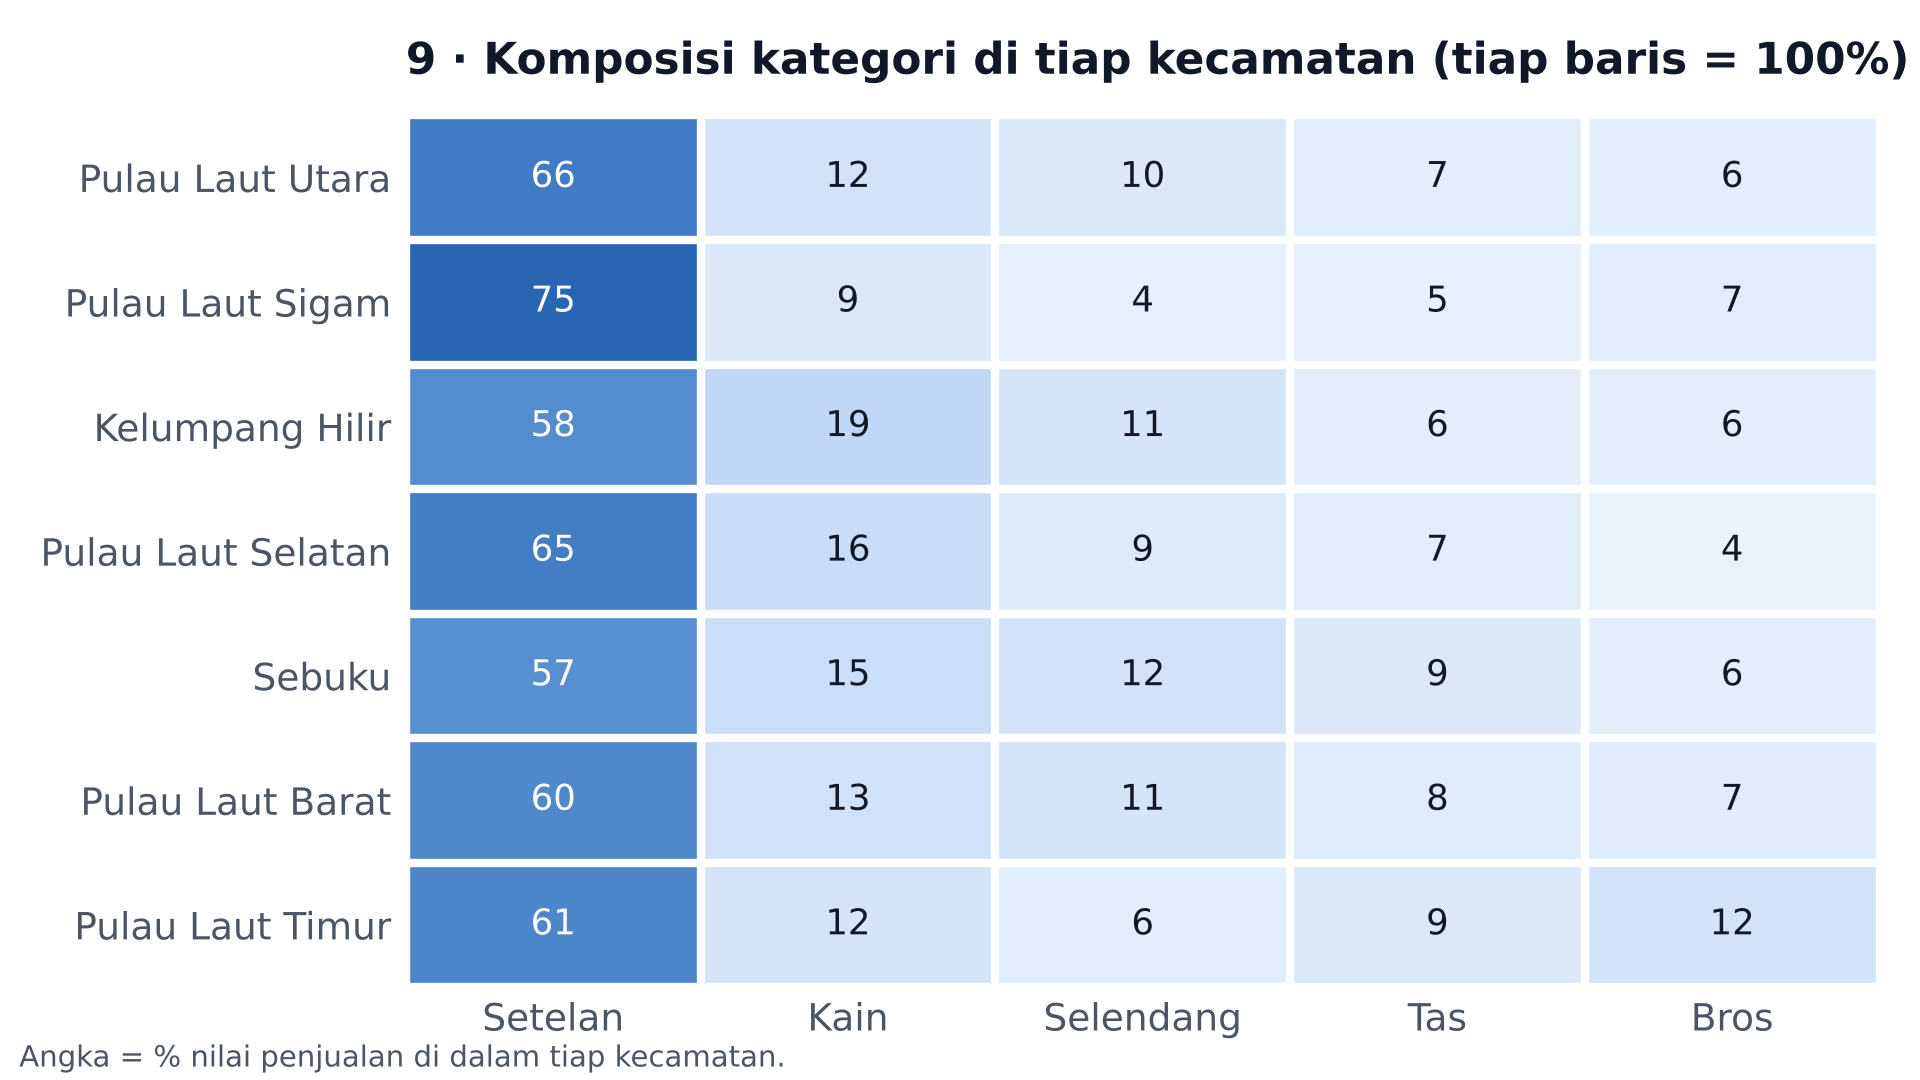 9 · Komposisi kategori di tiap kecamatan (tiap baris = 100%)
Pulau Laut Utara 66 12 10 7 6
Pulau Laut Sigam 75 9 4 5 7
Kelumpang Hilir 58 19 11 6 6
Pulau Laut Selatan 65 16 9 7 4
Sebuku 57 15 12 9 6
Pulau Laut Barat 60 13 11 8 7
Pulau Laut Timur 61 12 6 9 12
Setelan Kain Selendang Tas Bros
Angka = % nilai penjualan di dalam tiap kecamatan.